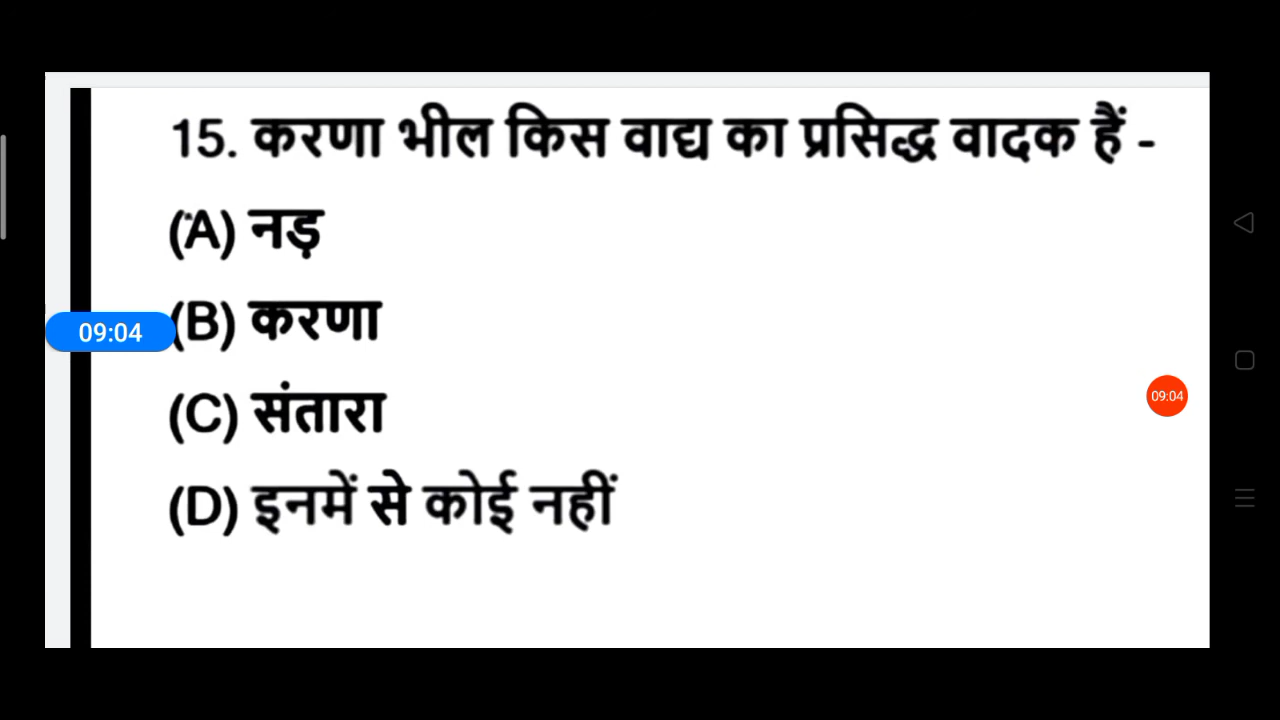 15. करणा भील किस वाद्य का प्रसिद्ध वादक हैं -
(A) नड़
(B) करणा
09:04
09:04
(C) संतारा
(D) इनमें से कोई नहीं